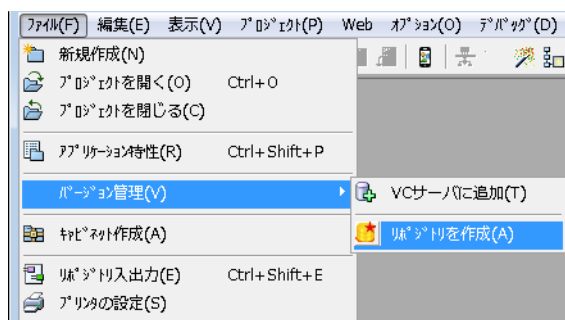 ﾌｧｲﾙ(F) 編集(E) 表示(V) ﾌﾟﾛｼﾞｪｸﾄ(P) Web ｵﾌﾟｼｮﾝ(O) ﾃﾞﾊﾞｯｸﾞ(D)
新規作成(N)
ﾌﾟﾛｼﾞｪｸﾄを開く(O) Ctrl+O
ﾌﾟﾛｼﾞｪｸﾄを閉じる(C)
ｱﾌﾟﾘｹｰｼｮﾝ特性(R) Ctrl+Shift+P
ﾊﾞｰｼﾞｮﾝ管理(V)
VCサーバに追加(T)
ｷｬﾋﾞﾈｯﾄ作成(A)
ﾘﾎﾟｼﾞﾄﾘを作成(A)
ﾘﾎﾟｼﾞﾄﾘ入出力(E) Ctrl+Shift+E
ﾌﾟﾘﾝﾀの設定(S)